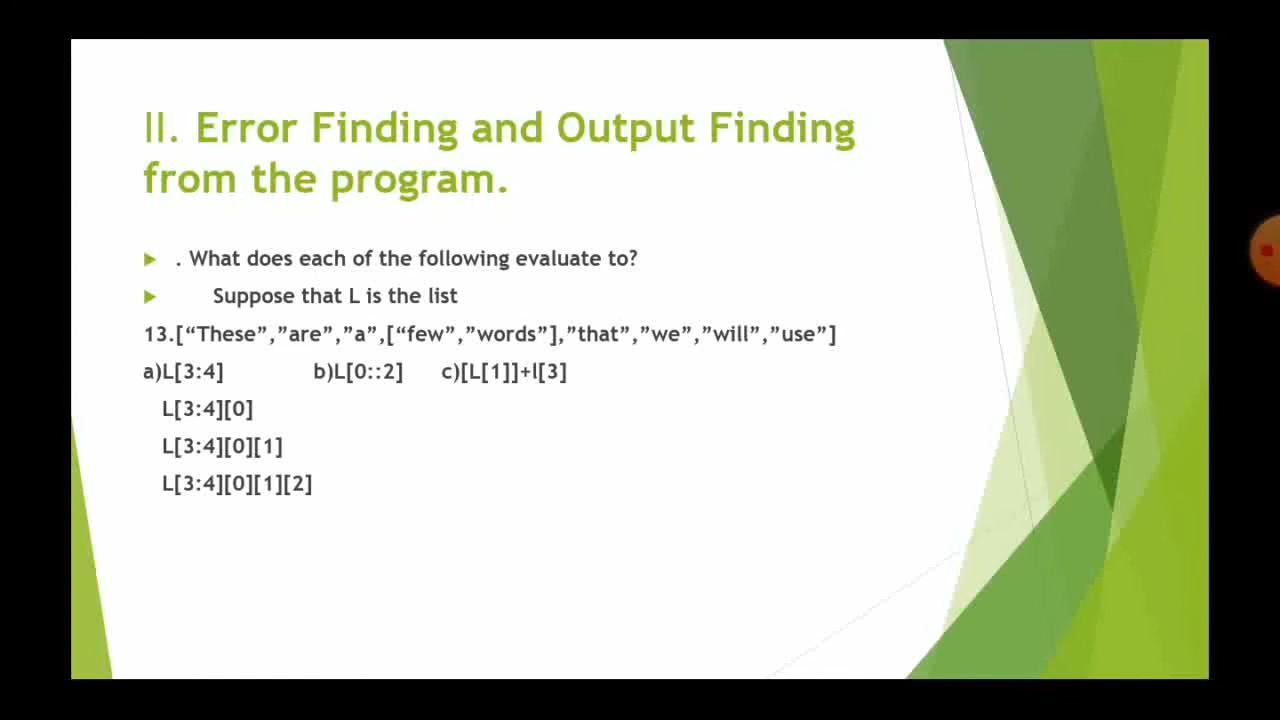 II. Error Finding and Output Finding
from the program.
. What does each of the following evaluate to?
Suppose that L is the list
13.[“These”,”are”,”a”,[“few”,”words”],”that”,”we”,”will”,”use”]
a)L[3:4] b)L[0::2] c)[L[1]]+l[3]
L[3:4][0]
L[3:4][0][1]
L[3:4][0][1][2]